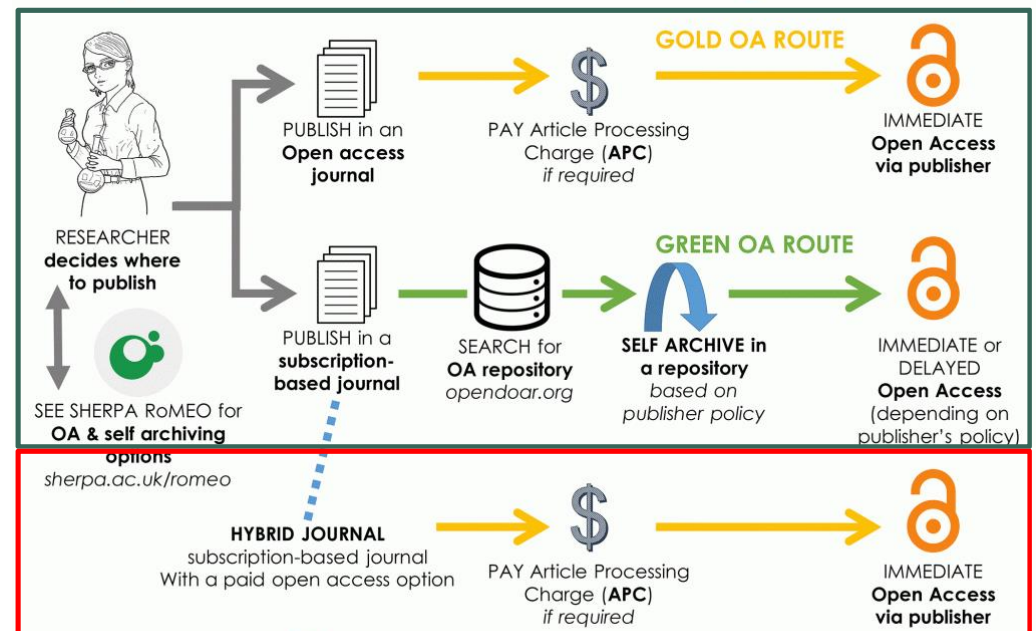 GOLD OA ROUTE
PUBLISH in an
Open access
journal
PAY Article Processing
Charge (APC)
if required
IMMEDIATE
Open Access
via publisher
RESEARCHER
decides where
to publish
GREEN OA ROUTE
PUBLISH in a
subscription-
based journal
SEARCH for
OA repository
opendoar.org
SELF ARCHIVE in
a repository
based on
publisher policy
IMMEDIATE or
DELAYED
Open Access
(depending on
publisher's policy)
SEE SHERPA RoMEO for
OA & self archiving
options
sherpa.ac.uk/romeo
HYBRID JOURNAL
subscription-based journal
With a paid open access option
PAY Article Processing
Charge (APC)
if required
IMMEDIATE
Open Access
via publisher